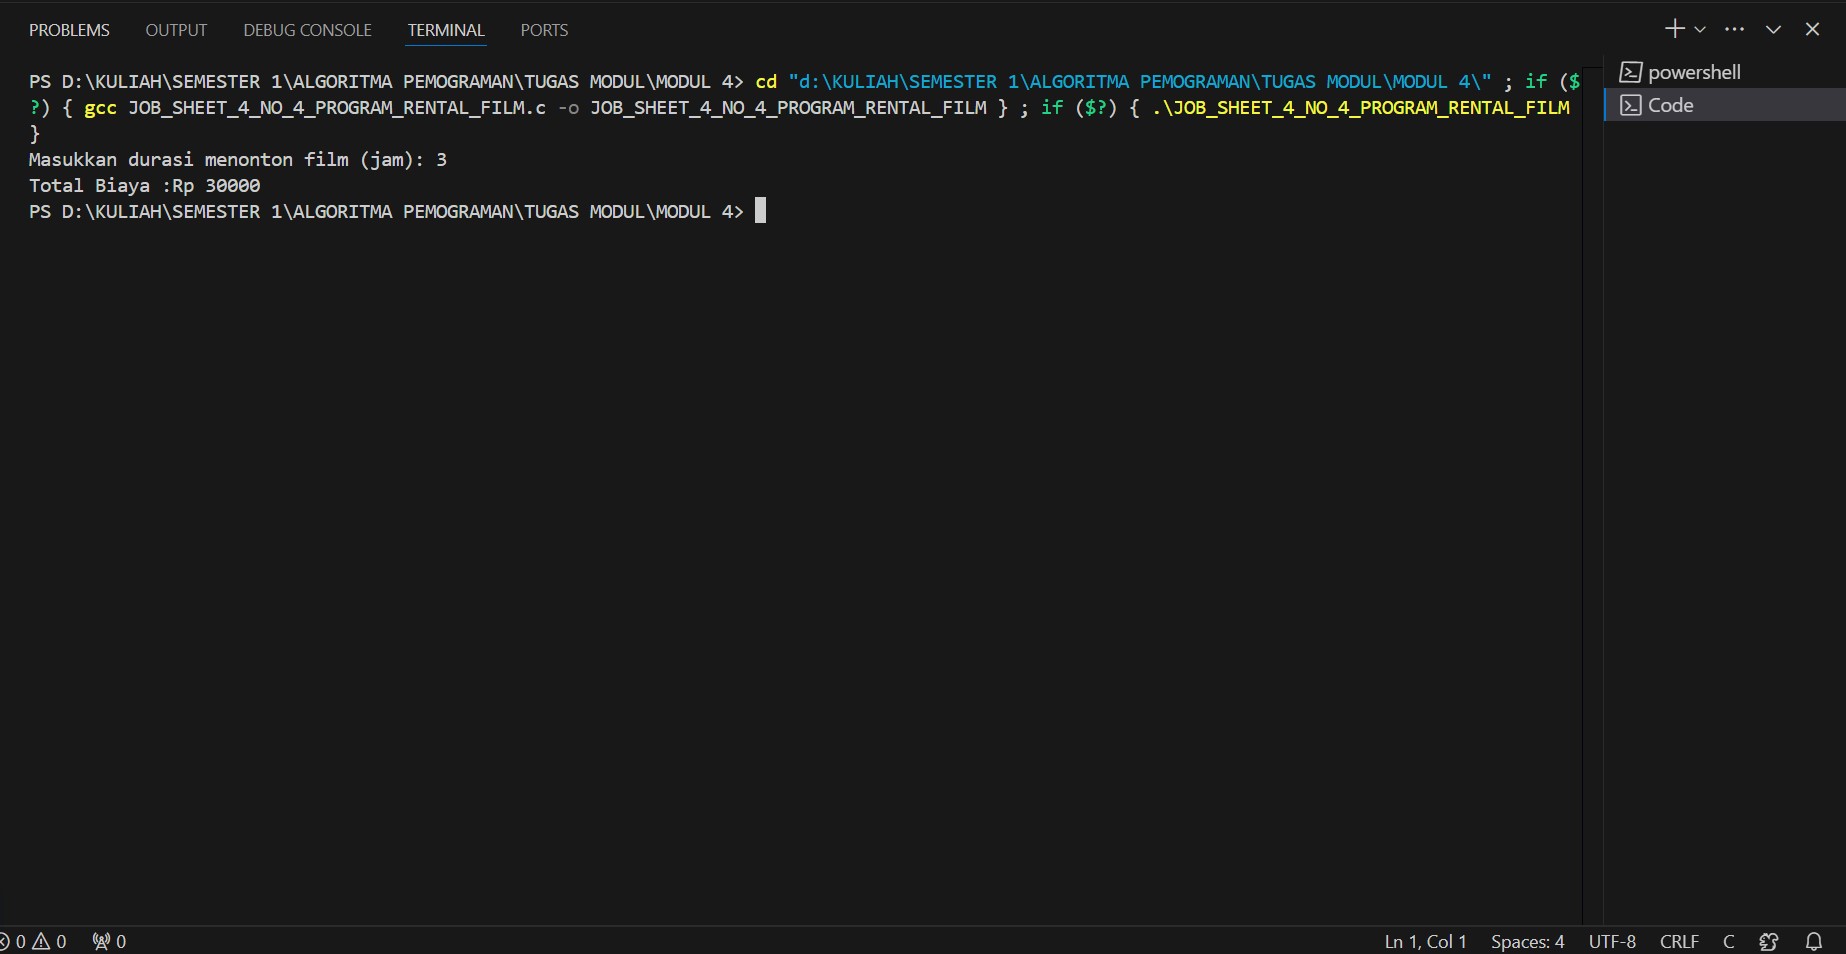 PROBLEMS OUTPUT DEBUG CONSOLE TERMINAL PORTS
PS D:\KULIAH\SEMESTER 1\ALGORITMA PEMOGRAMAN\TUGAS MODUL\MODUL 4> cd "d:\KULIAH\SEMESTER 1\ALGORITMA PEMOGRAMAN\TUGAS MODUL\MODUL 4\" ; if ($
?) { gcc JOB_SHEET_4_NO_4_PROGRAM_RENTAL_FILM.c -o JOB_SHEET_4_NO_4_PROGRAM_RENTAL_FILM } ; if ($?) { .\JOB_SHEET_4_NO_4_PROGRAM_RENTAL_FILM
}
Masukkan durasi menonton film (jam): 3
Total Biaya :Rp 30000
PS D:\KULIAH\SEMESTER 1\ALGORITMA PEMOGRAMAN\TUGAS MODUL\MODUL 4>
powershell
Code
0 0 0 Ln 1, Col 1 Spaces: 4 UTF-8 CRLF C